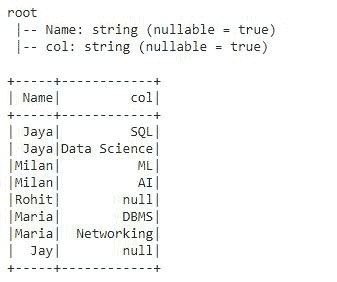 root
 |-- Name: string (nullable = true)
 |-- col: string (nullable = true)

+-----+------------+
| Name|         col|
+-----+------------+
| Jaya|         SQL|
| Jaya|Data Science|
|Milan|          ML|
|Milan|          AI|
|Rohit|        null|
|Maria|        DBMS|
|Maria|  Networking|
|  Jay|        null|
+-----+------------+